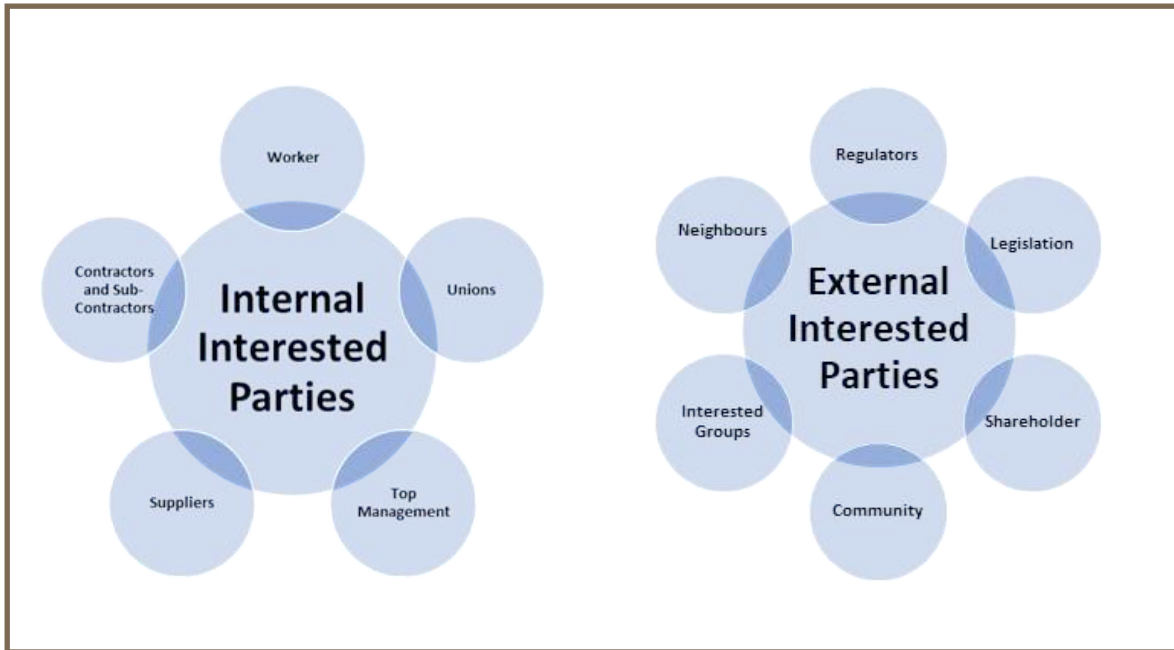 Internal
Interested
Parties
Worker
Unions
Top
Management
Suppliers
Contractors
and Sub-
Contractors
External
Interested
Parties
Regulators
Legislation
Shareholder
Community
Interested
Groups
Neighbours